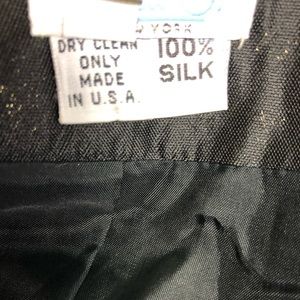 YORK
DRY CLEAN 100%
ONLY SILK
MADE
IN U.S.A.